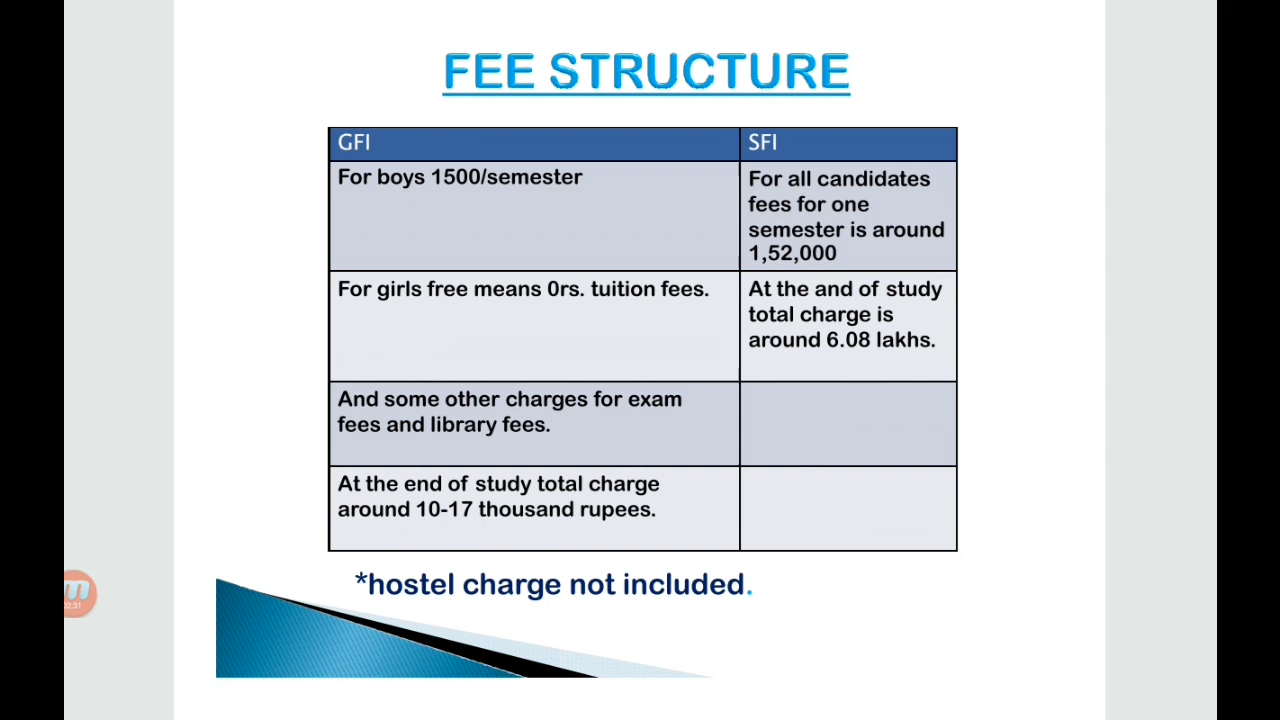 FEE STRUCTURE
GFI
SFI
For boys 1500/semester
For all candidates
fees for one
semester is around
1,52,000
For girls free means 0rs. tuition fees.
At the and of study
total charge is
around 6.08 lakhs.
And some other charges for exam
fees and library fees.
At the end of study total charge
around 10-17 thousand rupees.
*hostel charge not included.
m
02:31